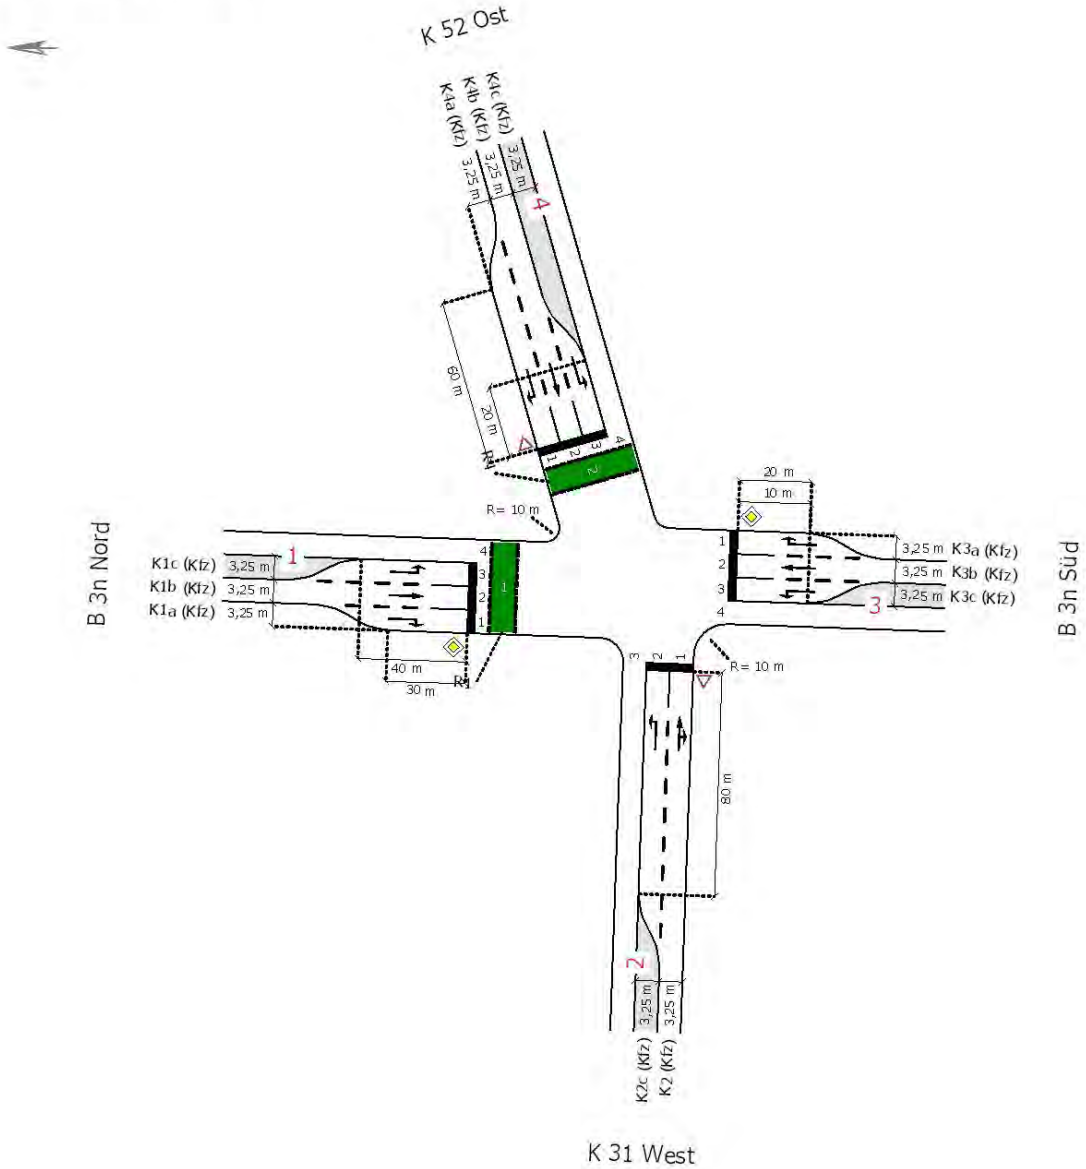 K 52 Ost
K4a (Kfz)
K4b (Kfz)
K4c (Kfz)
3,25 m
3,25 m
3,25 m
4
60 m
20 m
1
2
3
4
R
2
R= 10 m
B 3n Nord
K1c (Kfz)
K1b (Kfz)
K1a (Kfz)
3,25 m
3,25 m
3,25 m
1
4
3
2
1
1
40 m
30 m
R
20 m
10 m
1
2
3
4
3,25 m
3,25 m
3,25 m
K3a (Kfz)
K3b (Kfz)
K3c (Kfz)
3
B 3n Süd
3
2
1
R= 10 m
80 m
2
3,25 m
3,25 m
K2c (Kfz)
K2 (Kfz)
K 31 West